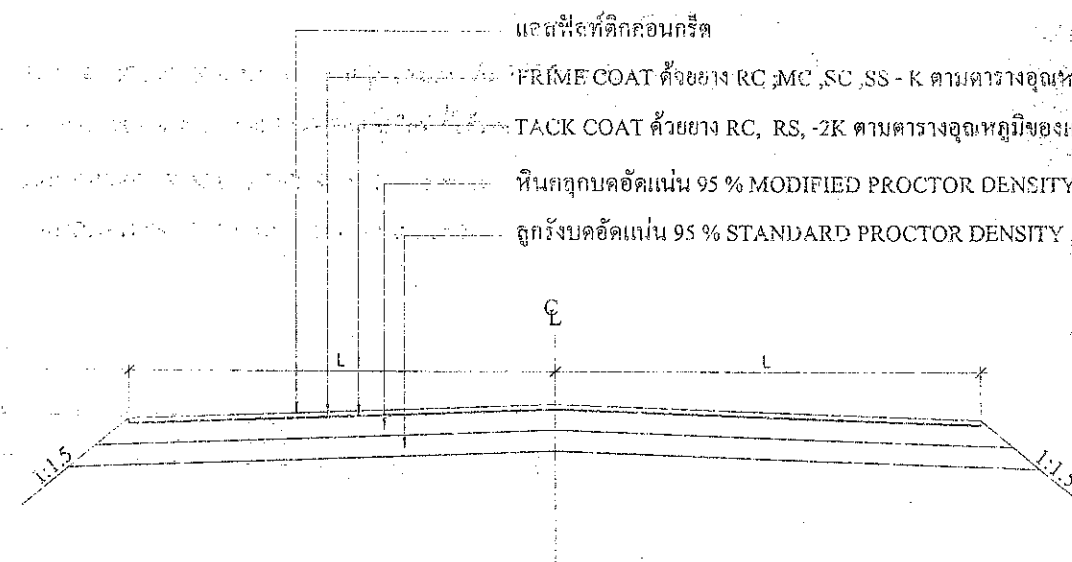 แอสฟัลท์ติกคอนกรีต
PRIME COAT ด้วยยาง RC ,MC ,SC ,SS - K ตามตารางอุณห
TACK COAT ด้วยยาง RC, RS, -2K ตามตารางอุณหภูมิของแ
หินคลุกบดอัดแน่น 95 % MODIFIED PROCTOR DENSITY
ลูกรังบดอัดแน่น 95 % STANDARD PROCTOR DENSITY
℄
L
L
1:1.5
1:1.5